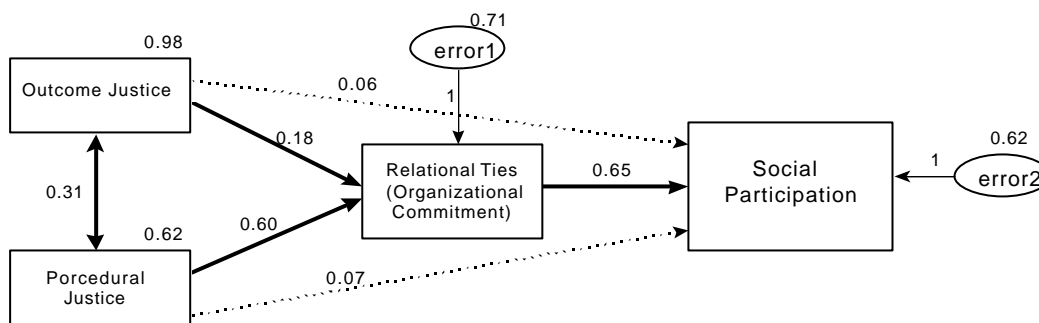 0.71
0.98
error1
Outcome Justice
0.06
1
0.18
Relational Ties
(Organizational
Commitment)
0.65
Social
Participation
1
0.62
error2
0.31
0.62
0.60
Porcedural
Justice
0.07